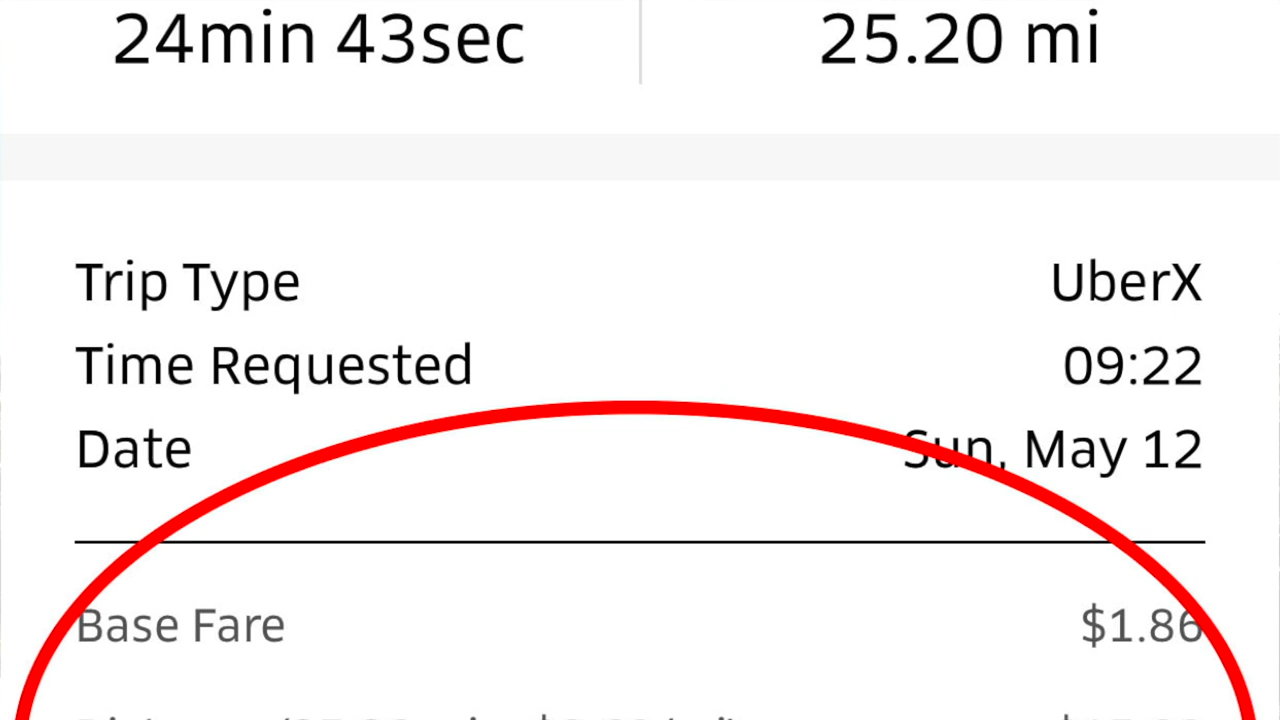 24min 43sec 25.20 mi
Trip Type UberX
Time Requested 09:22
Date Sun, May 12
Base Fare $1.86